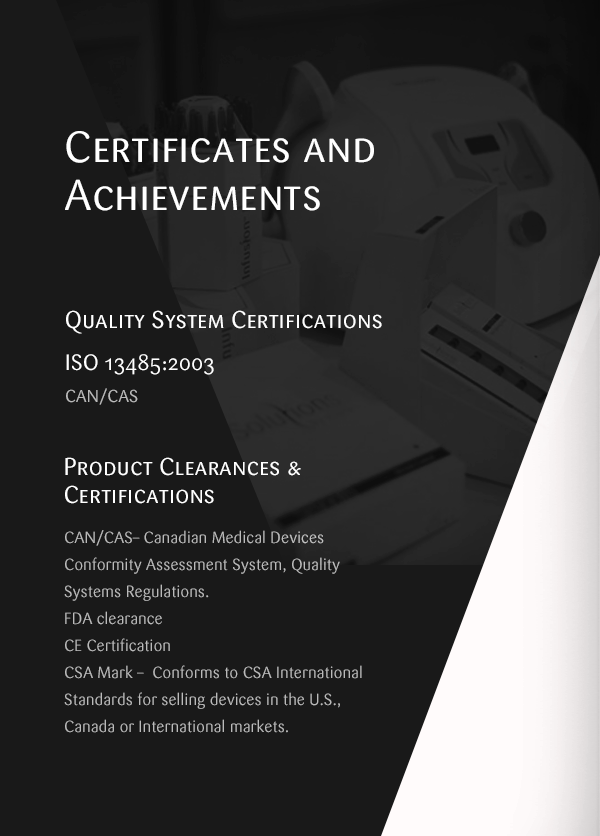 Certificates and
Achievements
Quality System Certifications
ISO 13485:2003
CAN/CAS
Product Clearances &
Certifications
CAN/CAS– Canadian Medical Devices
Conformity Assessment System, Quality
Systems Regulations.
FDA clearance
CE Certification
CSA Mark –  Conforms to CSA International
Standards for selling devices in the U.S.,
Canada or International markets.